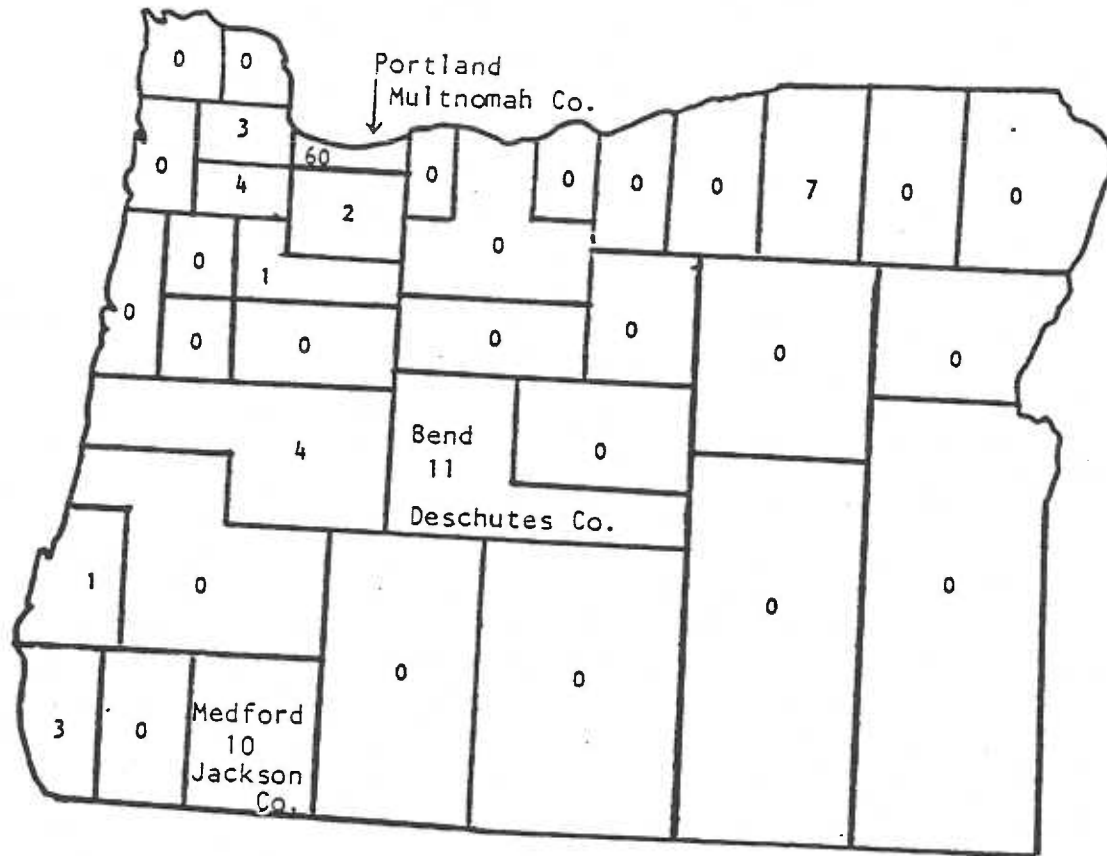 0 0
Portland
Multnomah Co.
3
60
0 4 2 0 0 0 0 7 0 0
0
0 1
0 0 0 0 0 0 0
4 Bend 0
11
Deschutes Co.
1 0 0 0
0 0
3 0 Medford
10
Jackson
Co.